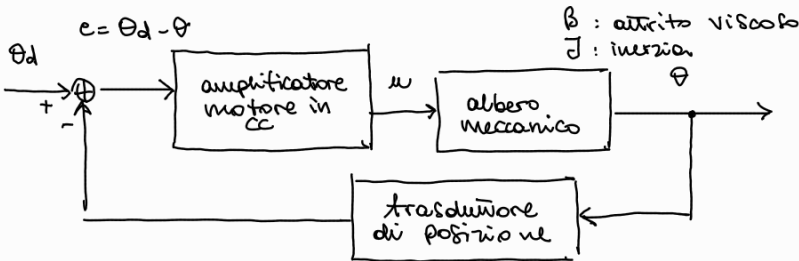 β : attrito viscoso
J : inerzia
e = θd - θ
θd
+
-
amplificatore
motore in
cc
u
albero
meccanico
θ
trasduttore
di posizione